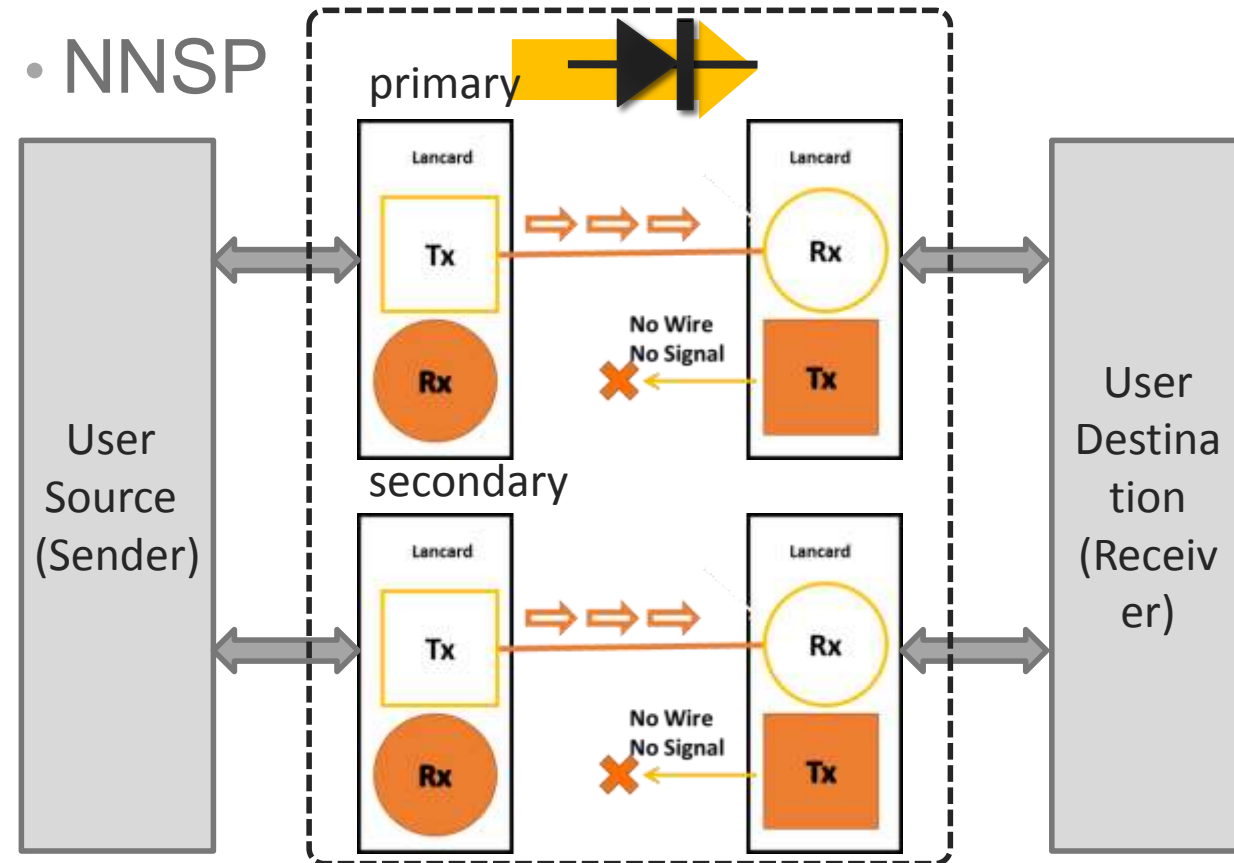 • NNSP
primary
Lancard
Lancard
Tx
Rx
No Wire
No Signal
Rx
Tx
User
Source
(Sender)
User
Destina
tion
(Receiv
er)
secondary
Lancard
Lancard
Tx
Rx
No Wire
No Signal
Rx
Tx